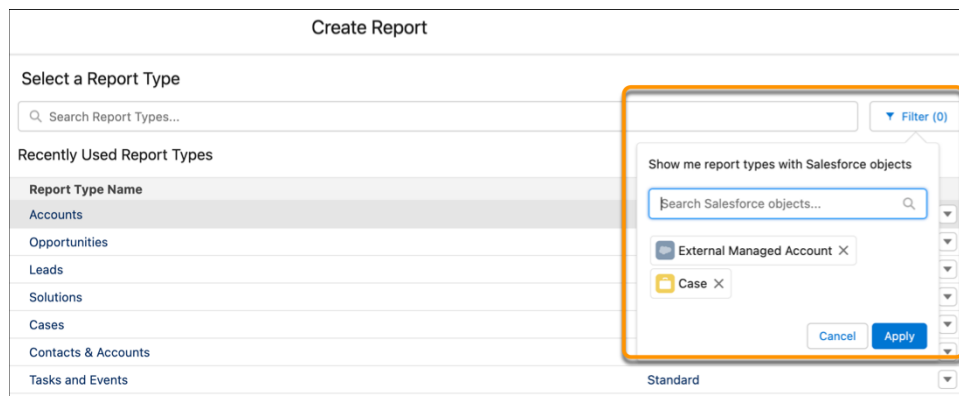 Create Report
Select a Report Type
Search Report Types...
Filter (0)
Recently Used Report Types
Show me report types with Salesforce objects
Report Type Name
Search Salesforce objects...
Accounts
Opportunities
External Managed Account
Leads
Case
Solutions
Cases
Cancel
Apply
Contacts & Accounts
Tasks and Events
Standard